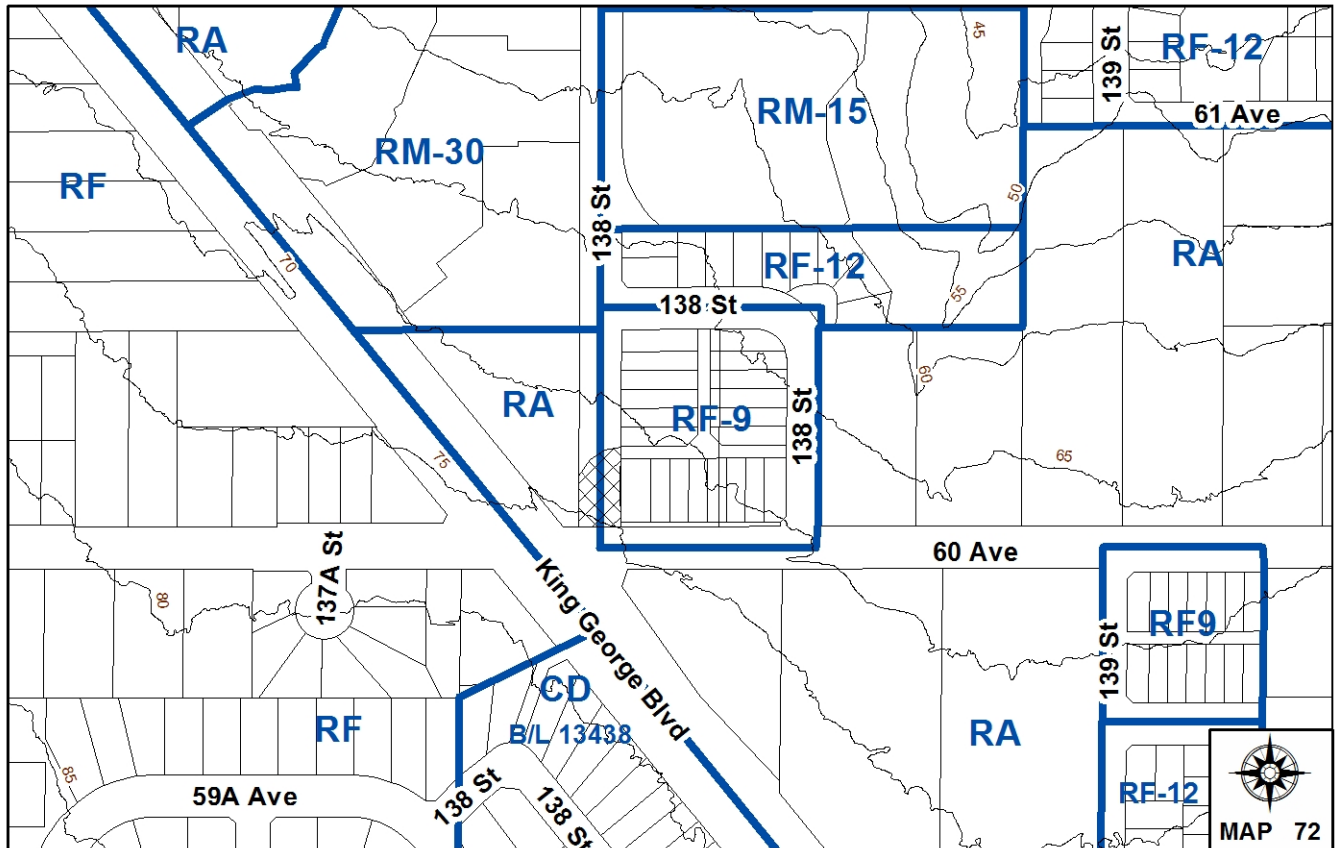 RA
45
139 St
RF-12
RM-15
61 Ave
RM-30
RF
50
138 St
RA
70
RF-12
55
138 St
60
RA
RF-9
138 St
75
65
60 Ave
137A St
80
King George Blvd
RF9
139 St
CD
B/L 13438
RF
RA
85
59A Ave
138 St
138 St
RF-12
MAP 72